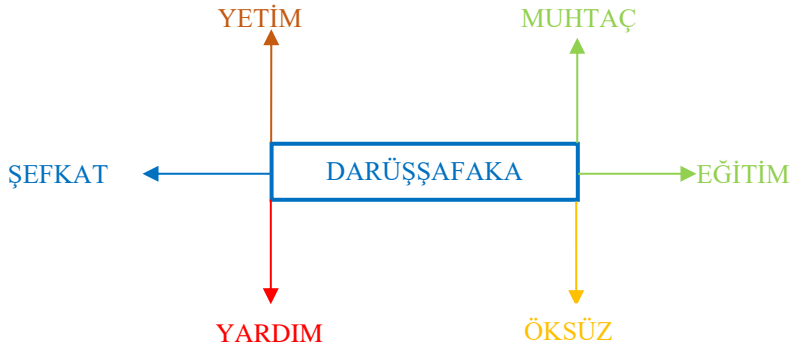 YETİM
MUHTAÇ
ŞEFKAT
DARÜŞŞAFAKA
EĞİTİM
YARDIM
ÖKSÜZ